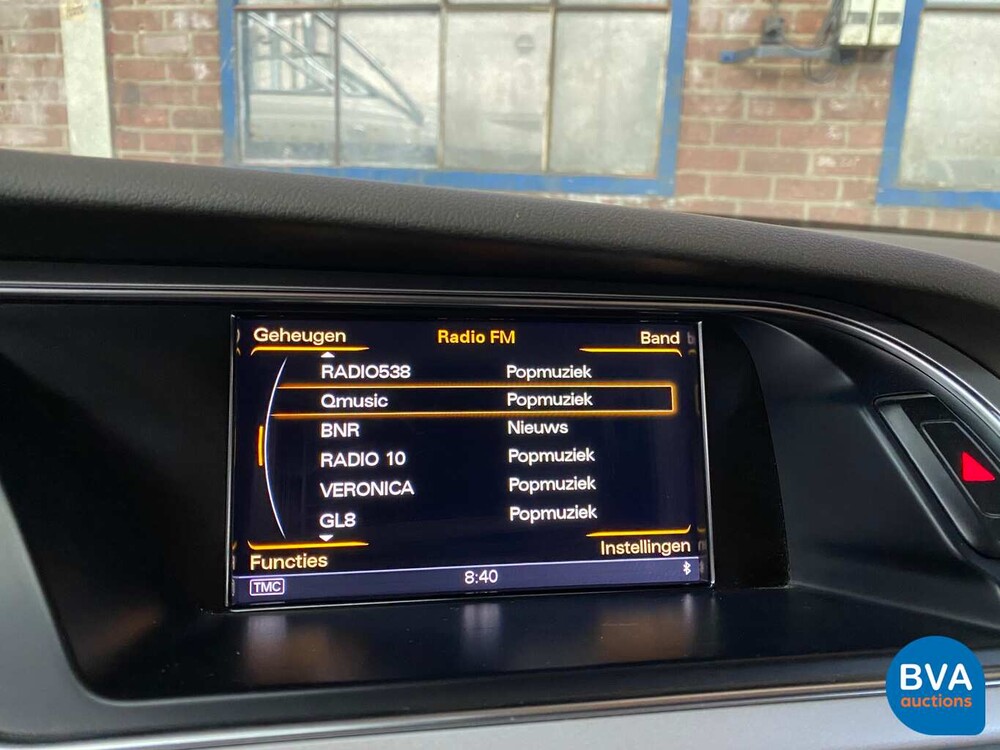 Geheugen Radio FM Band
RADIO538 Popmuziek
Qmusic Popmuziek
BNR Nieuws
RADIO 10 Popmuziek
VERONICA Popmuziek
GL8 Popmuziek
Functies Instellingen
TMC 8:40
BVA
auctions